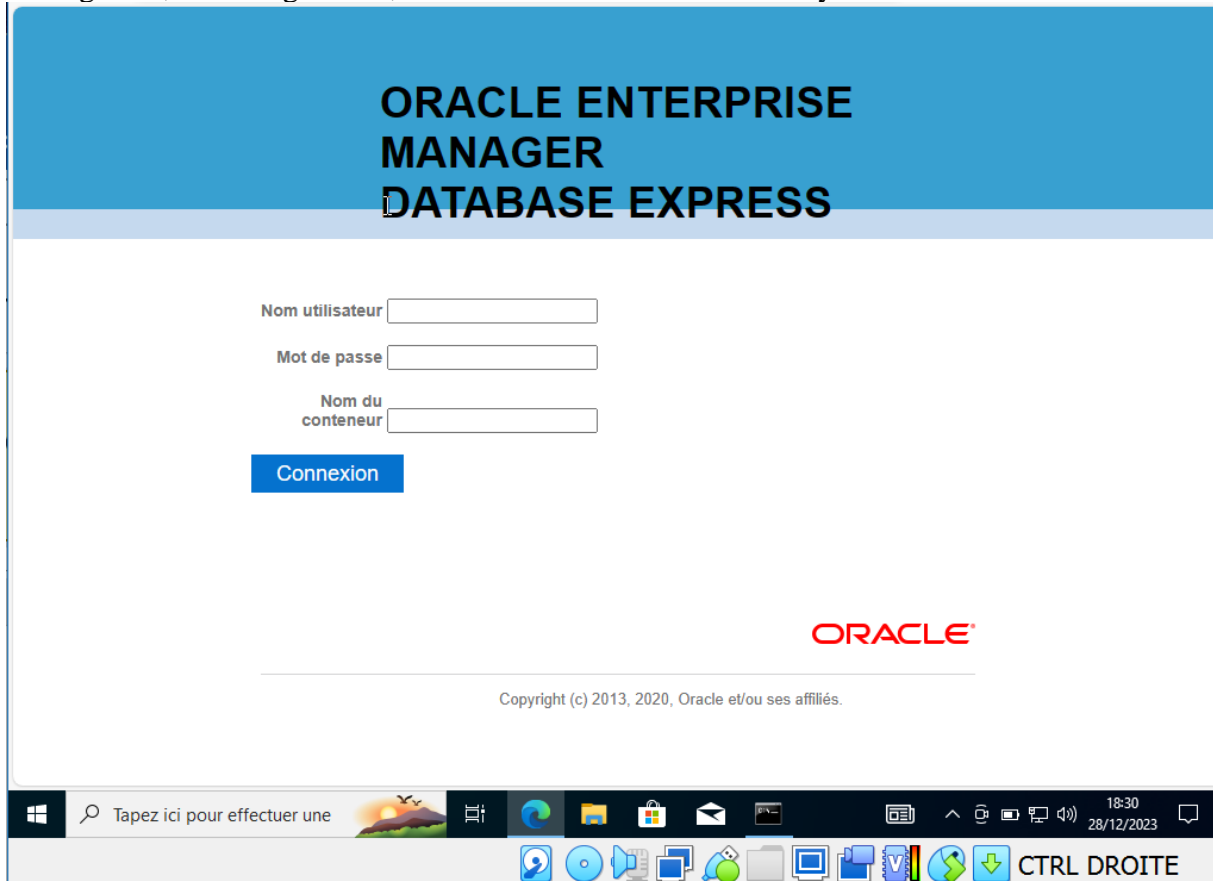 ORACLE ENTERPRISE
MANAGER
DATABASE EXPRESS
Nom utilisateur
Mot de passe
Nom du
conteneur
Connexion
ORACLE®
Copyright (c) 2013, 2020, Oracle et/ou ses affiliés.
Tapez ici pour effectuer une
18:30
28/12/2023
CTRL DROITE